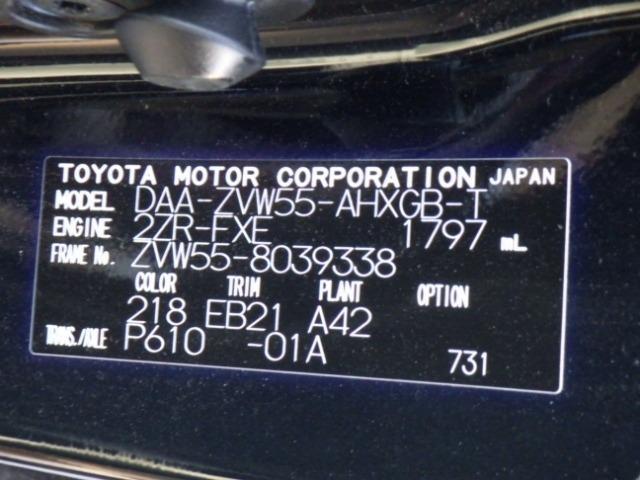 TOYOTA MOTOR CORPORATION JAPAN
MODEL DAA-ZVW55-AHXGB-T
ENGINE 2ZR-FXE 1797 mL
FRAME No. ZVW55-8039338
COLOR TRIM PLANT OPTION
218 EB21 A42
TRANS./AXLE P610 -01A 731